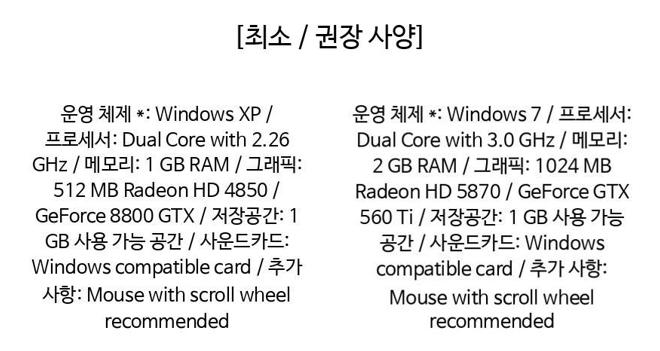 [최소 / 권장 사양]
운영 체제 *: Windows XP /
프로세서: Dual Core with 2.26
GHz / 메모리: 1 GB RAM / 그래픽:
512 MB Radeon HD 4850 /
GeForce 8800 GTX / 저장공간: 1
GB 사용 가능 공간 / 사운드카드:
Windows compatible card / 추가
사항: Mouse with scroll wheel
recommended
운영 체제 *: Windows 7 / 프로세서:
Dual Core with 3.0 GHz / 메모리:
2 GB RAM / 그래픽: 1024 MB
Radeon HD 5870 / GeForce GTX
560 Ti / 저장공간: 1 GB 사용 가능
공간 / 사운드카드: Windows
compatible card / 추가 사항:
Mouse with scroll wheel
recommended